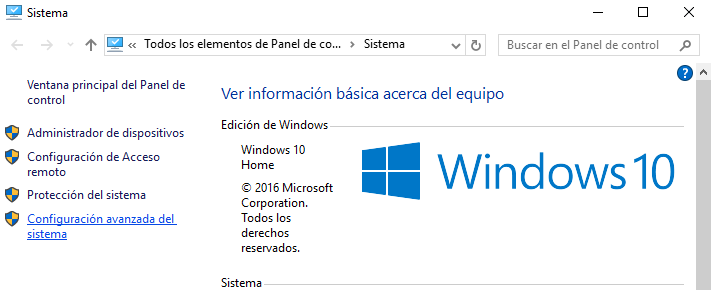 Sistema
Todos los elementos de Panel de co...
Sistema
Buscar en el Panel de control
Ventana principal del Panel de
control
Administrador de dispositivos
Configuración de Acceso
remoto
Protección del sistema
Configuración avanzada del
sistema
Ver información básica acerca del equipo
Edición de Windows
Windows 10
Home
© 2016 Microsoft
Corporation.
Todos los
derechos
reservados.
Windows 10
Sistema